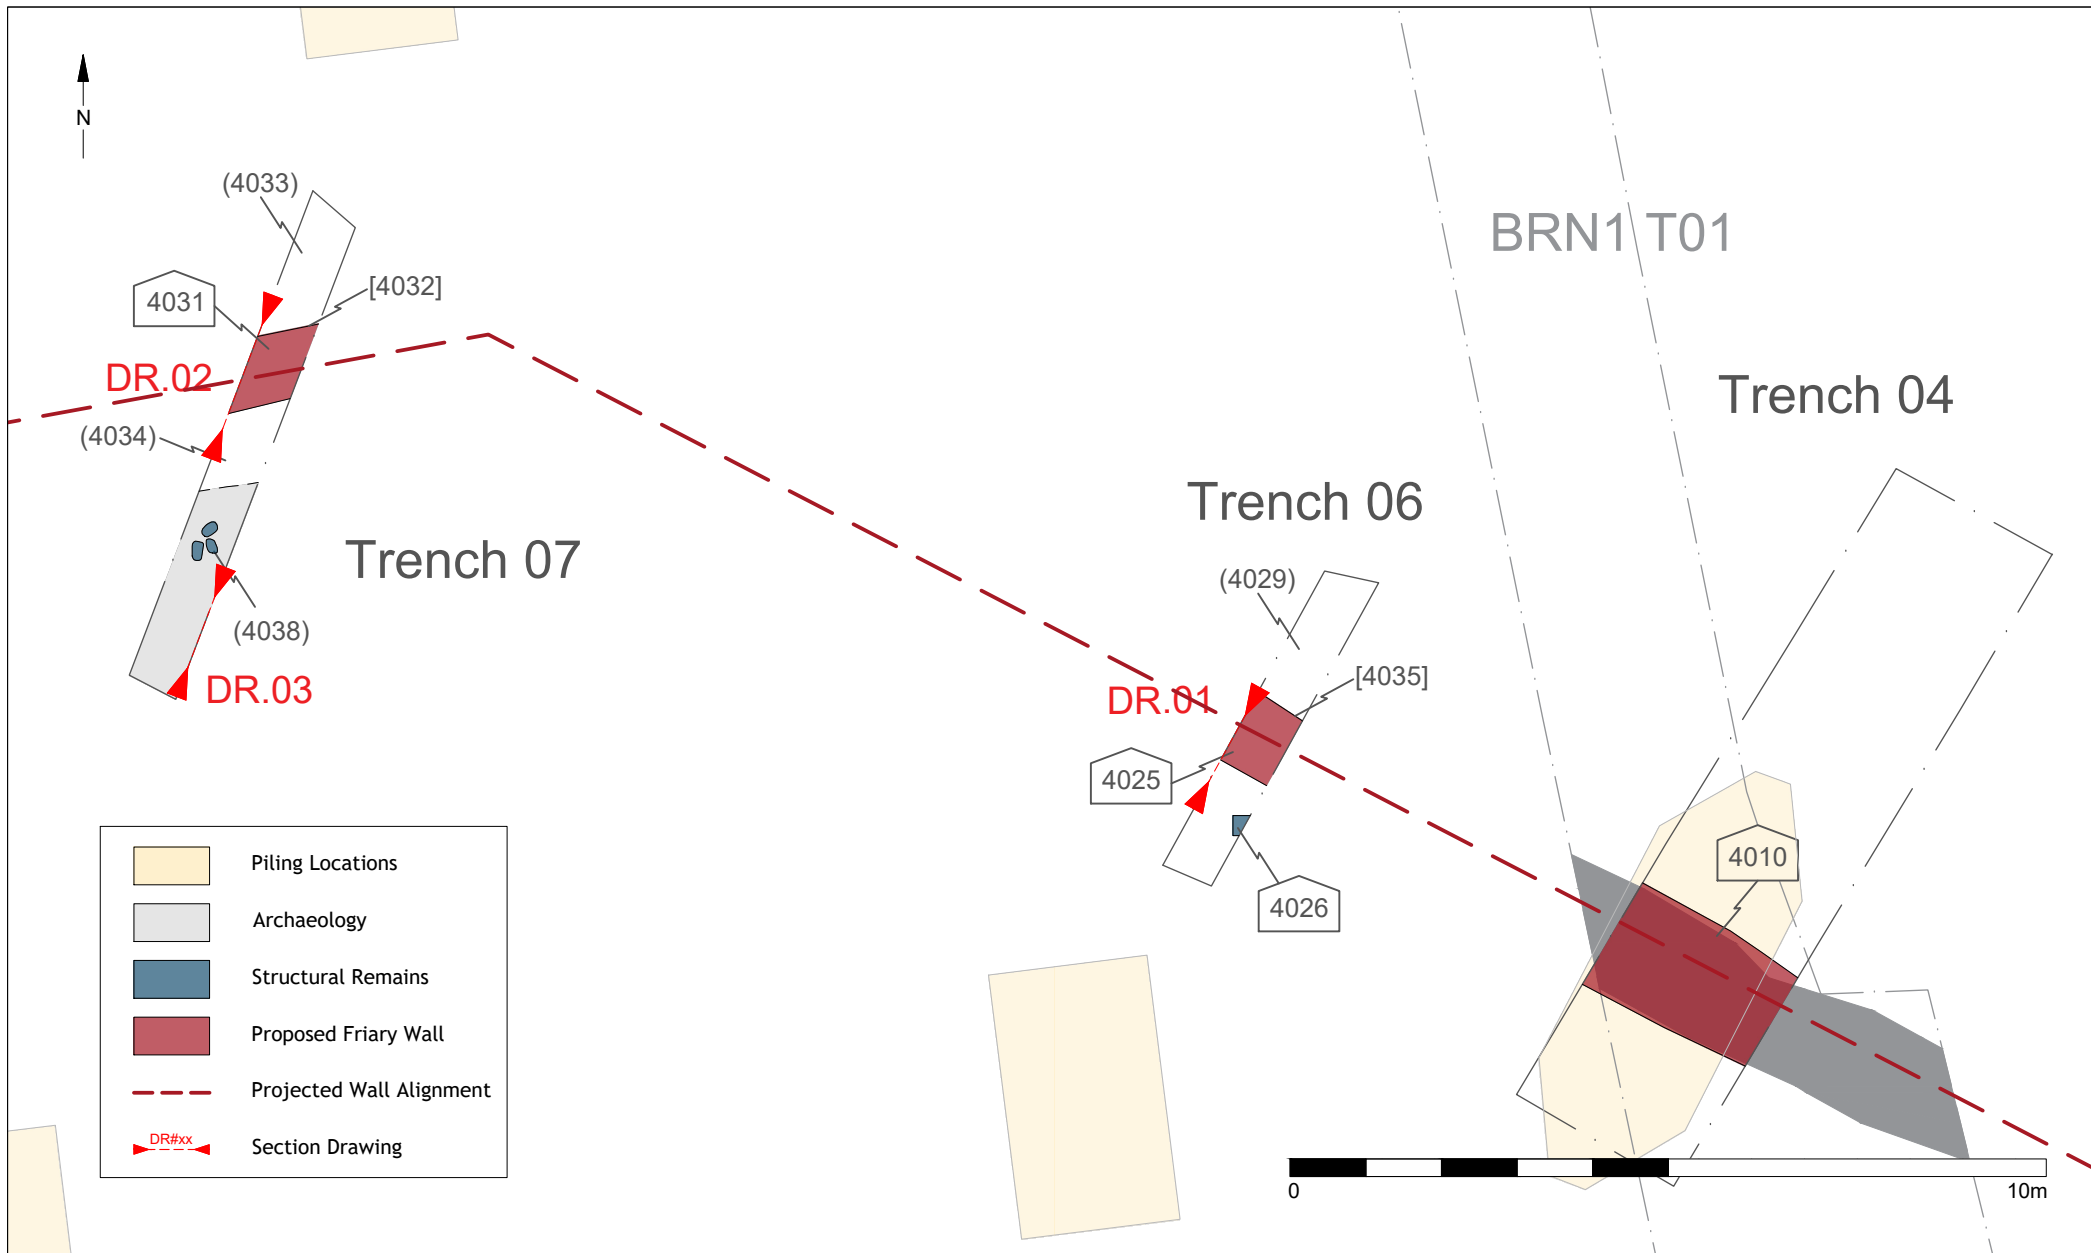 N
(4033)
BRN1 T01
[4032]
4031
DR.02
Trench 04
(4034)
Trench 06
Trench 07
(4029)
(4038)
[4035]
DR.03
DR.01
4025
4010
4026
Piling Locations
Archaeology
Structural Remains
Proposed Friary Wall
Projected Wall Alignment
DR#xx
Section Drawing
0
10m